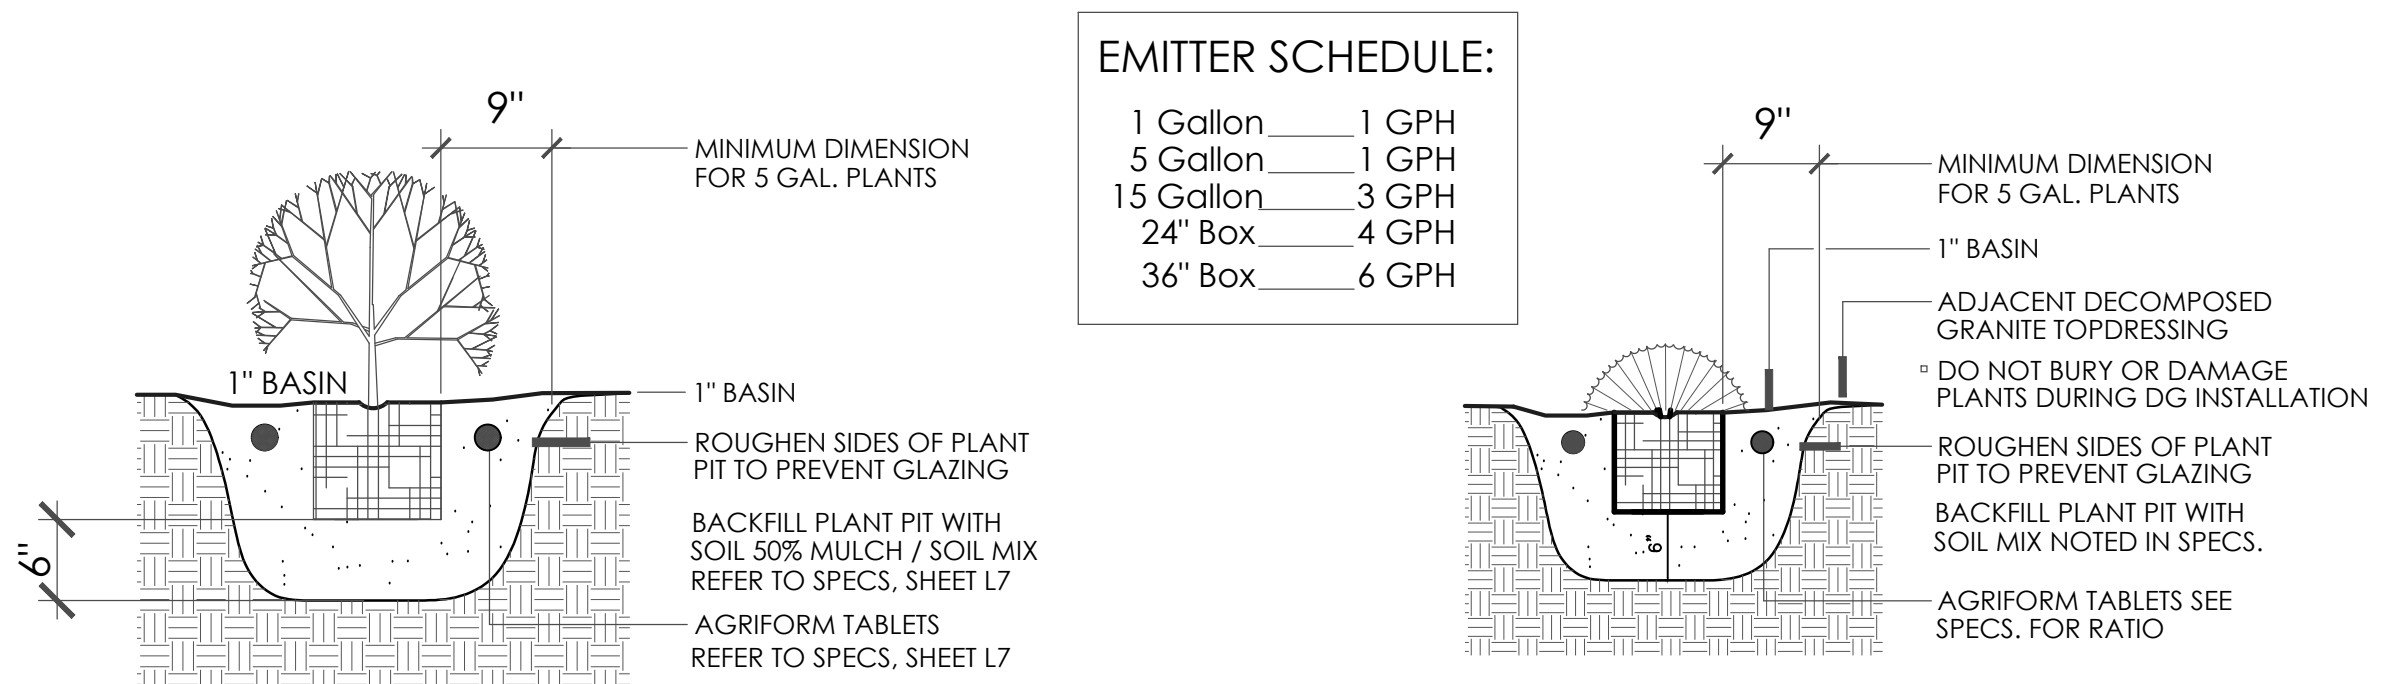 9"
MINIMUM DIMENSION
FOR 5 GAL. PLANTS
1" BASIN
1" BASIN
ROUGHEN SIDES OF PLANT
PIT TO PREVENT GLAZING
BACKFILL PLANT PIT WITH
SOIL 50% MULCH / SOIL MIX
REFER TO SPECS, SHEET L7
AGRIFORM TABLETS
REFER TO SPECS, SHEET L7
6"
EMITTER SCHEDULE:
1 Gallon_____1 GPH
5 Gallon_____1 GPH
15 Gallon_____3 GPH
24" Box_____4 GPH
36" Box_____6 GPH
9"
MINIMUM DIMENSION
FOR 5 GAL. PLANTS
1" BASIN
ADJACENT DECOMPOSED
GRANITE TOPDRESSING
DO NOT BURY OR DAMAGE
PLANTS DURING DG INSTALLATION
ROUGHEN SIDES OF PLANT
PIT TO PREVENT GLAZING
BACKFILL PLANT PIT WITH
SOIL MIX NOTED IN SPECS.
AGRIFORM TABLETS SEE
SPECS. FOR RATIO
6"